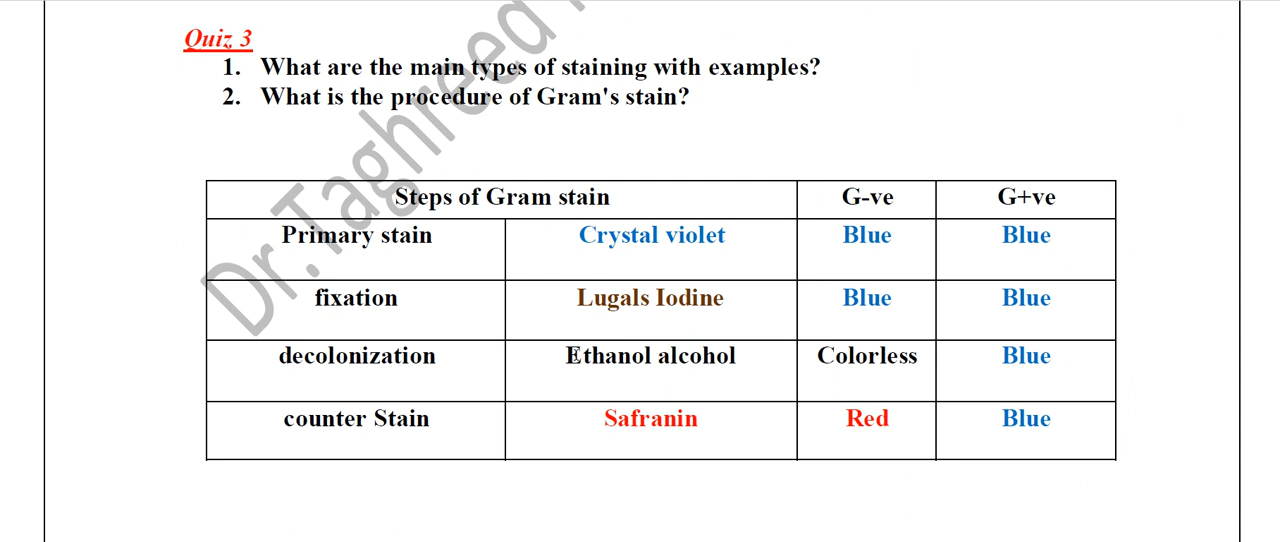 Quiz 3
1. What are the main types of staining with examples?
2. What is the procedure of Gram's stain?
Dr.Taghreed
Steps of Gram stain G-ve G+ve
Primary stain Crystal violet Blue Blue
fixation Lugals Iodine Blue Blue
decolonization Ethanol alcohol Colorless Blue
counter Stain Safranin Red Blue